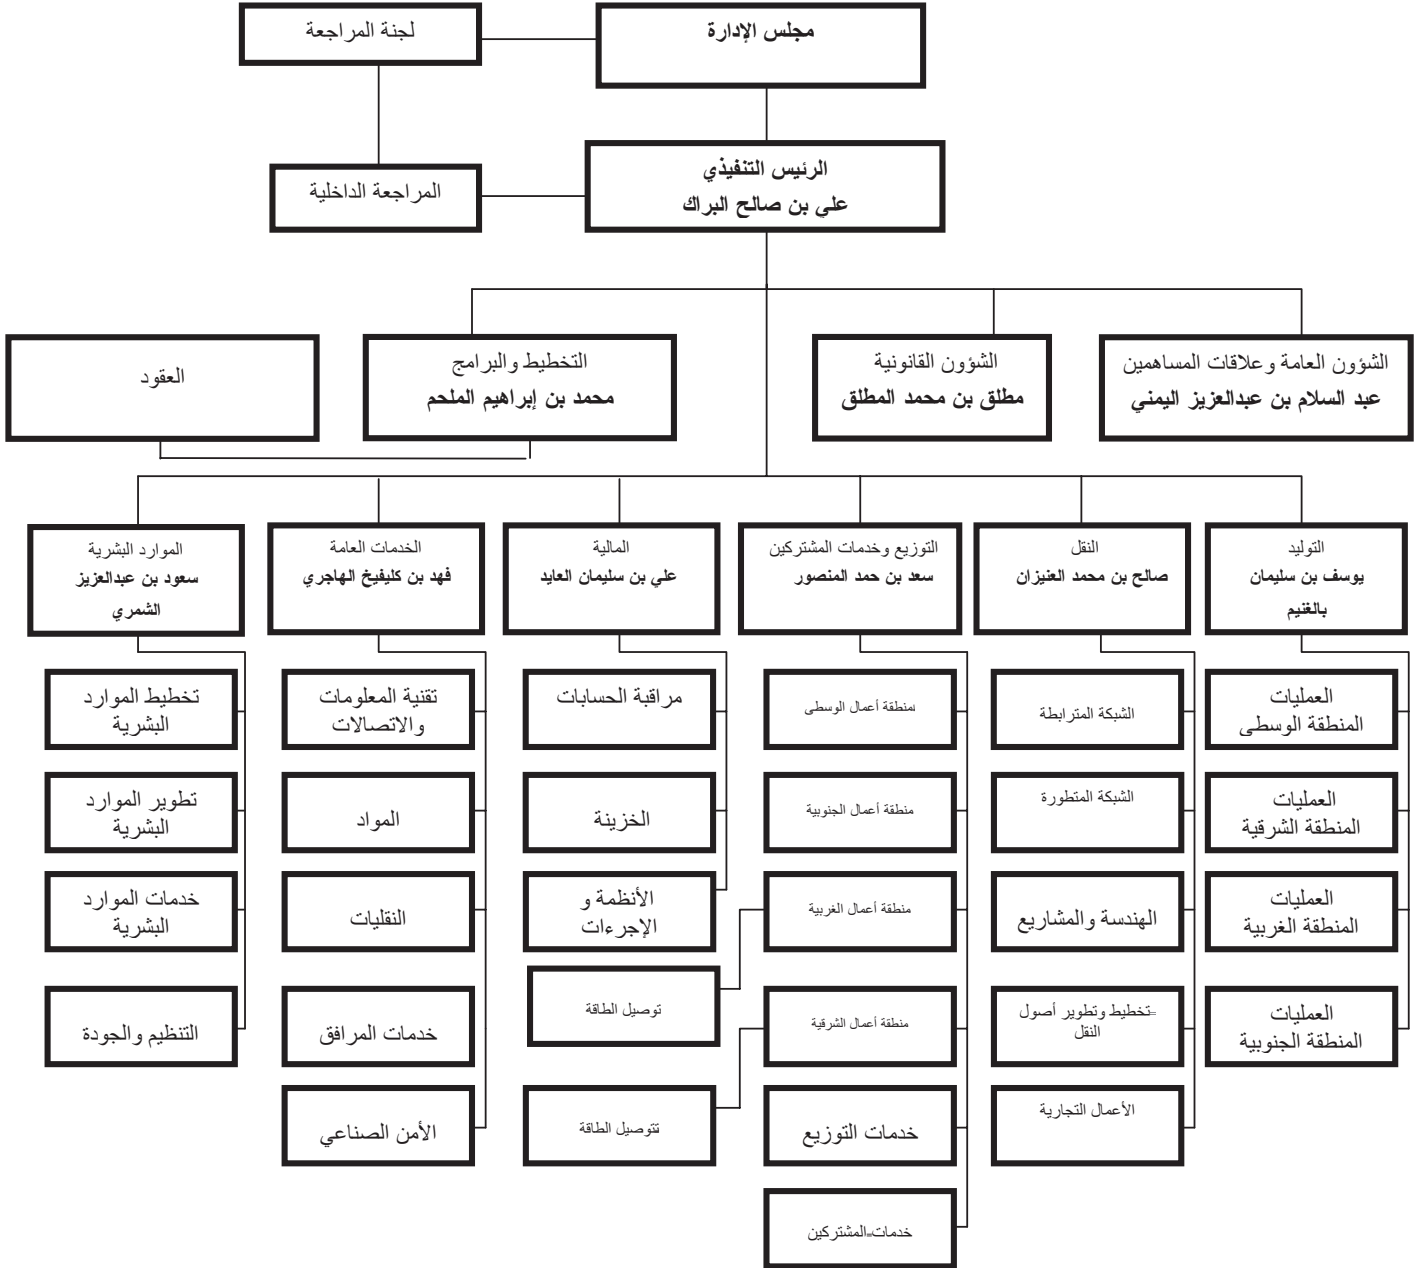 مجلس الإدارة
لجنة المراجعة
الرئيس التنفيذي
علي بن صالح البراك
المراجعة الداخلية
الشؤون العامة وعلاقات المساهمين
عبد السلام بن عبدالعزيز اليمني
الشؤون القانونية
مطلق بن محمد المطلق
التخطيط والبرامج
محمد بن إبراهيم الملحم
العقود
التوليد
يوسف بن سليمان
بالغنيم
النقل
صالح بن محمد العنيزان
التوزيع وخدمات المشتركين
سعد بن حمد المنصور
المالية
علي بن سليمان العايد
الخدمات العامة
فهد بن كليفيخ الهاجري
الموارد البشرية
سعود بن عبدالعزيز
الشمري
العمليات
المنطقة الوسطى
العمليات
المنطقة الشرقية
العمليات
المنطقة الغربية
العمليات
المنطقة الجنوبية
الشبكة المترابطة
الشبكة المتطورة
الهندسة والمشاريع
=تخطيط وتطوير أصول
النقل
الأعمال التجارية
منطقة أعمال الوسطى
منطقة أعمال الجنوبية
منطقة أعمال الغربية
منطقة أعمال الشرقية
خدمات التوزيع
خدمات=المشتركين
مراقبة الحسابات
الخزينة
الأنظمة و
الإجرءات
توصيل الطاقة
تتوصيل الطاقة
تقنية المعلومات
والاتصالات
المواد
النقليات
خدمات المرافق
الأمن الصناعي
تخطيط الموارد
البشرية
تطوير الموارد
البشرية
خدمات الموارد
البشرية
التنظيم والجودة